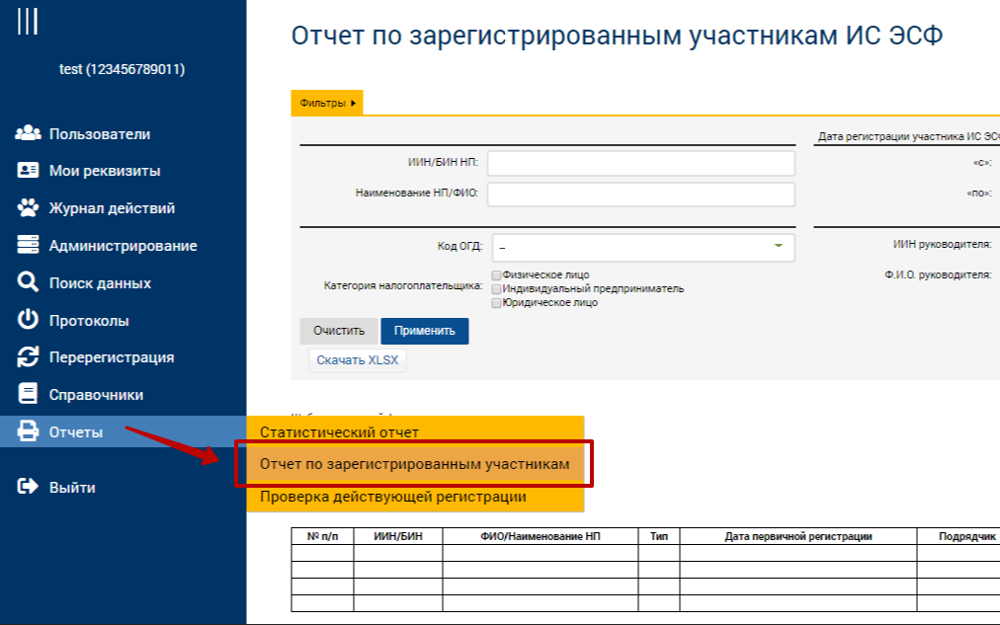 test (123456789011)
Пользователи
Мои реквизиты
Журнал действий
Администрирование
Поиск данных
Протоколы
Перерегистрация
Справочники
Отчеты
Выйти
Отчет по зарегистрированным участникам ИС ЭСФ
Фильтры
Дата регистрации участника ИС ЭСФ
ИИН/БИН НП:
«с»:
Наименование НП/ФИО:
«по»:
Код ОГД:
--
ИИН руководителя:
Категория налогоплательщика:
Физическое лицо
Индивидуальный предприниматель
Юридическое лицо
Ф.И.О. руководителя:
Очистить
Применить
Скачать XLSX
Статистический отчет
Отчет по зарегистрированным участникам
Проверка действующей регистрации
№ п/п ИИН/БИН ФИО/Наименование НП Тип Дата первичной регистрации Подрядчик